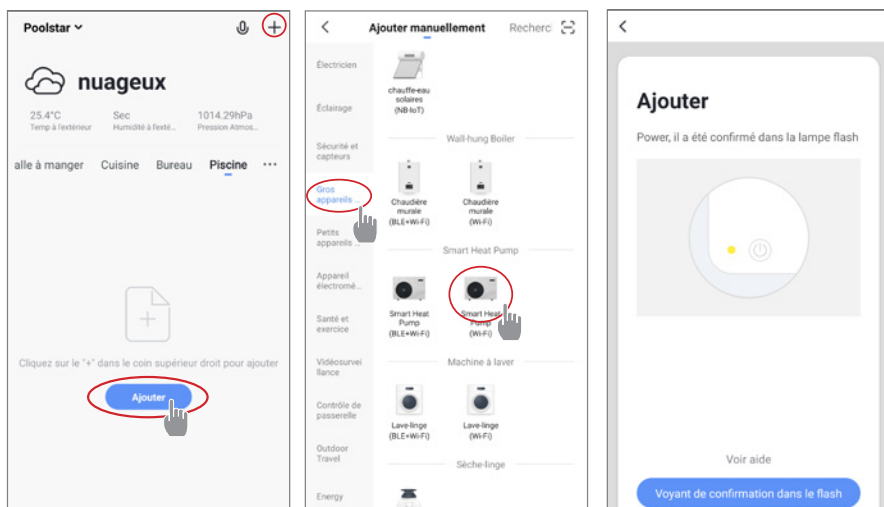 Poolstar
nuageux
25.4°C
Temp à l'extérieur
Sec
Humidité à l'exté...
1014.29hPa
Pression Atmos...
alle à manger Cuisine Bureau Piscine ...
Cliquez sur le "+" dans le coin supérieur droit pour ajouter
Ajouter
Ajouter manuellement Recherc
Électricien
Éclairage
Sécurité et
capteurs
Gros
appareils ...
Petits
appareils ...
Appareil
électromé...
Santé et
exercice
Vidéosurvei
llance
Contrôle de
passerelle
Outdoor
Travel
Energy
chauffe-eau
solaires
(NB-IoT)
Wall-hung Boiler
Chaudière
murale
(BLE+Wi-Fi)
Chaudière
murale
(Wi-Fi)
Smart Heat Pump
Smart Heat
Pump
(BLE+Wi-Fi)
Smart Heat
Pump
(Wi-Fi)
Machine à laver
Lave-linge
(BLE+Wi-Fi)
Lave-linge
(Wi-Fi)
Sèche-linge
Ajouter
Power, il a été confirmé dans la lampe flash
Voir aide
Voyant de confirmation dans le flash